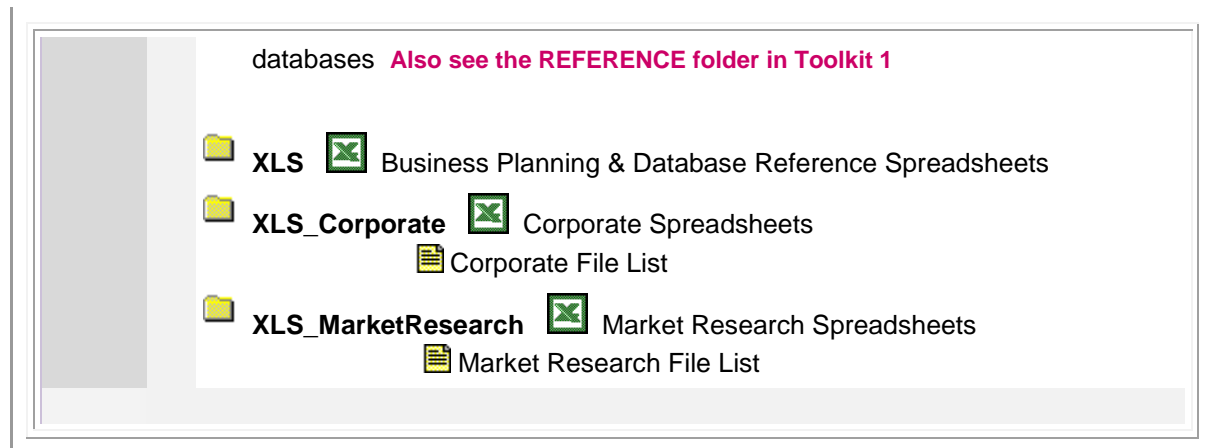 databases Also see the REFERENCE folder in Toolkit 1
XLS Business Planning & Database Reference Spreadsheets
XLS_Corporate Corporate Spreadsheets
Corporate File List
XLS_MarketResearch Market Research Spreadsheets
Market Research File List